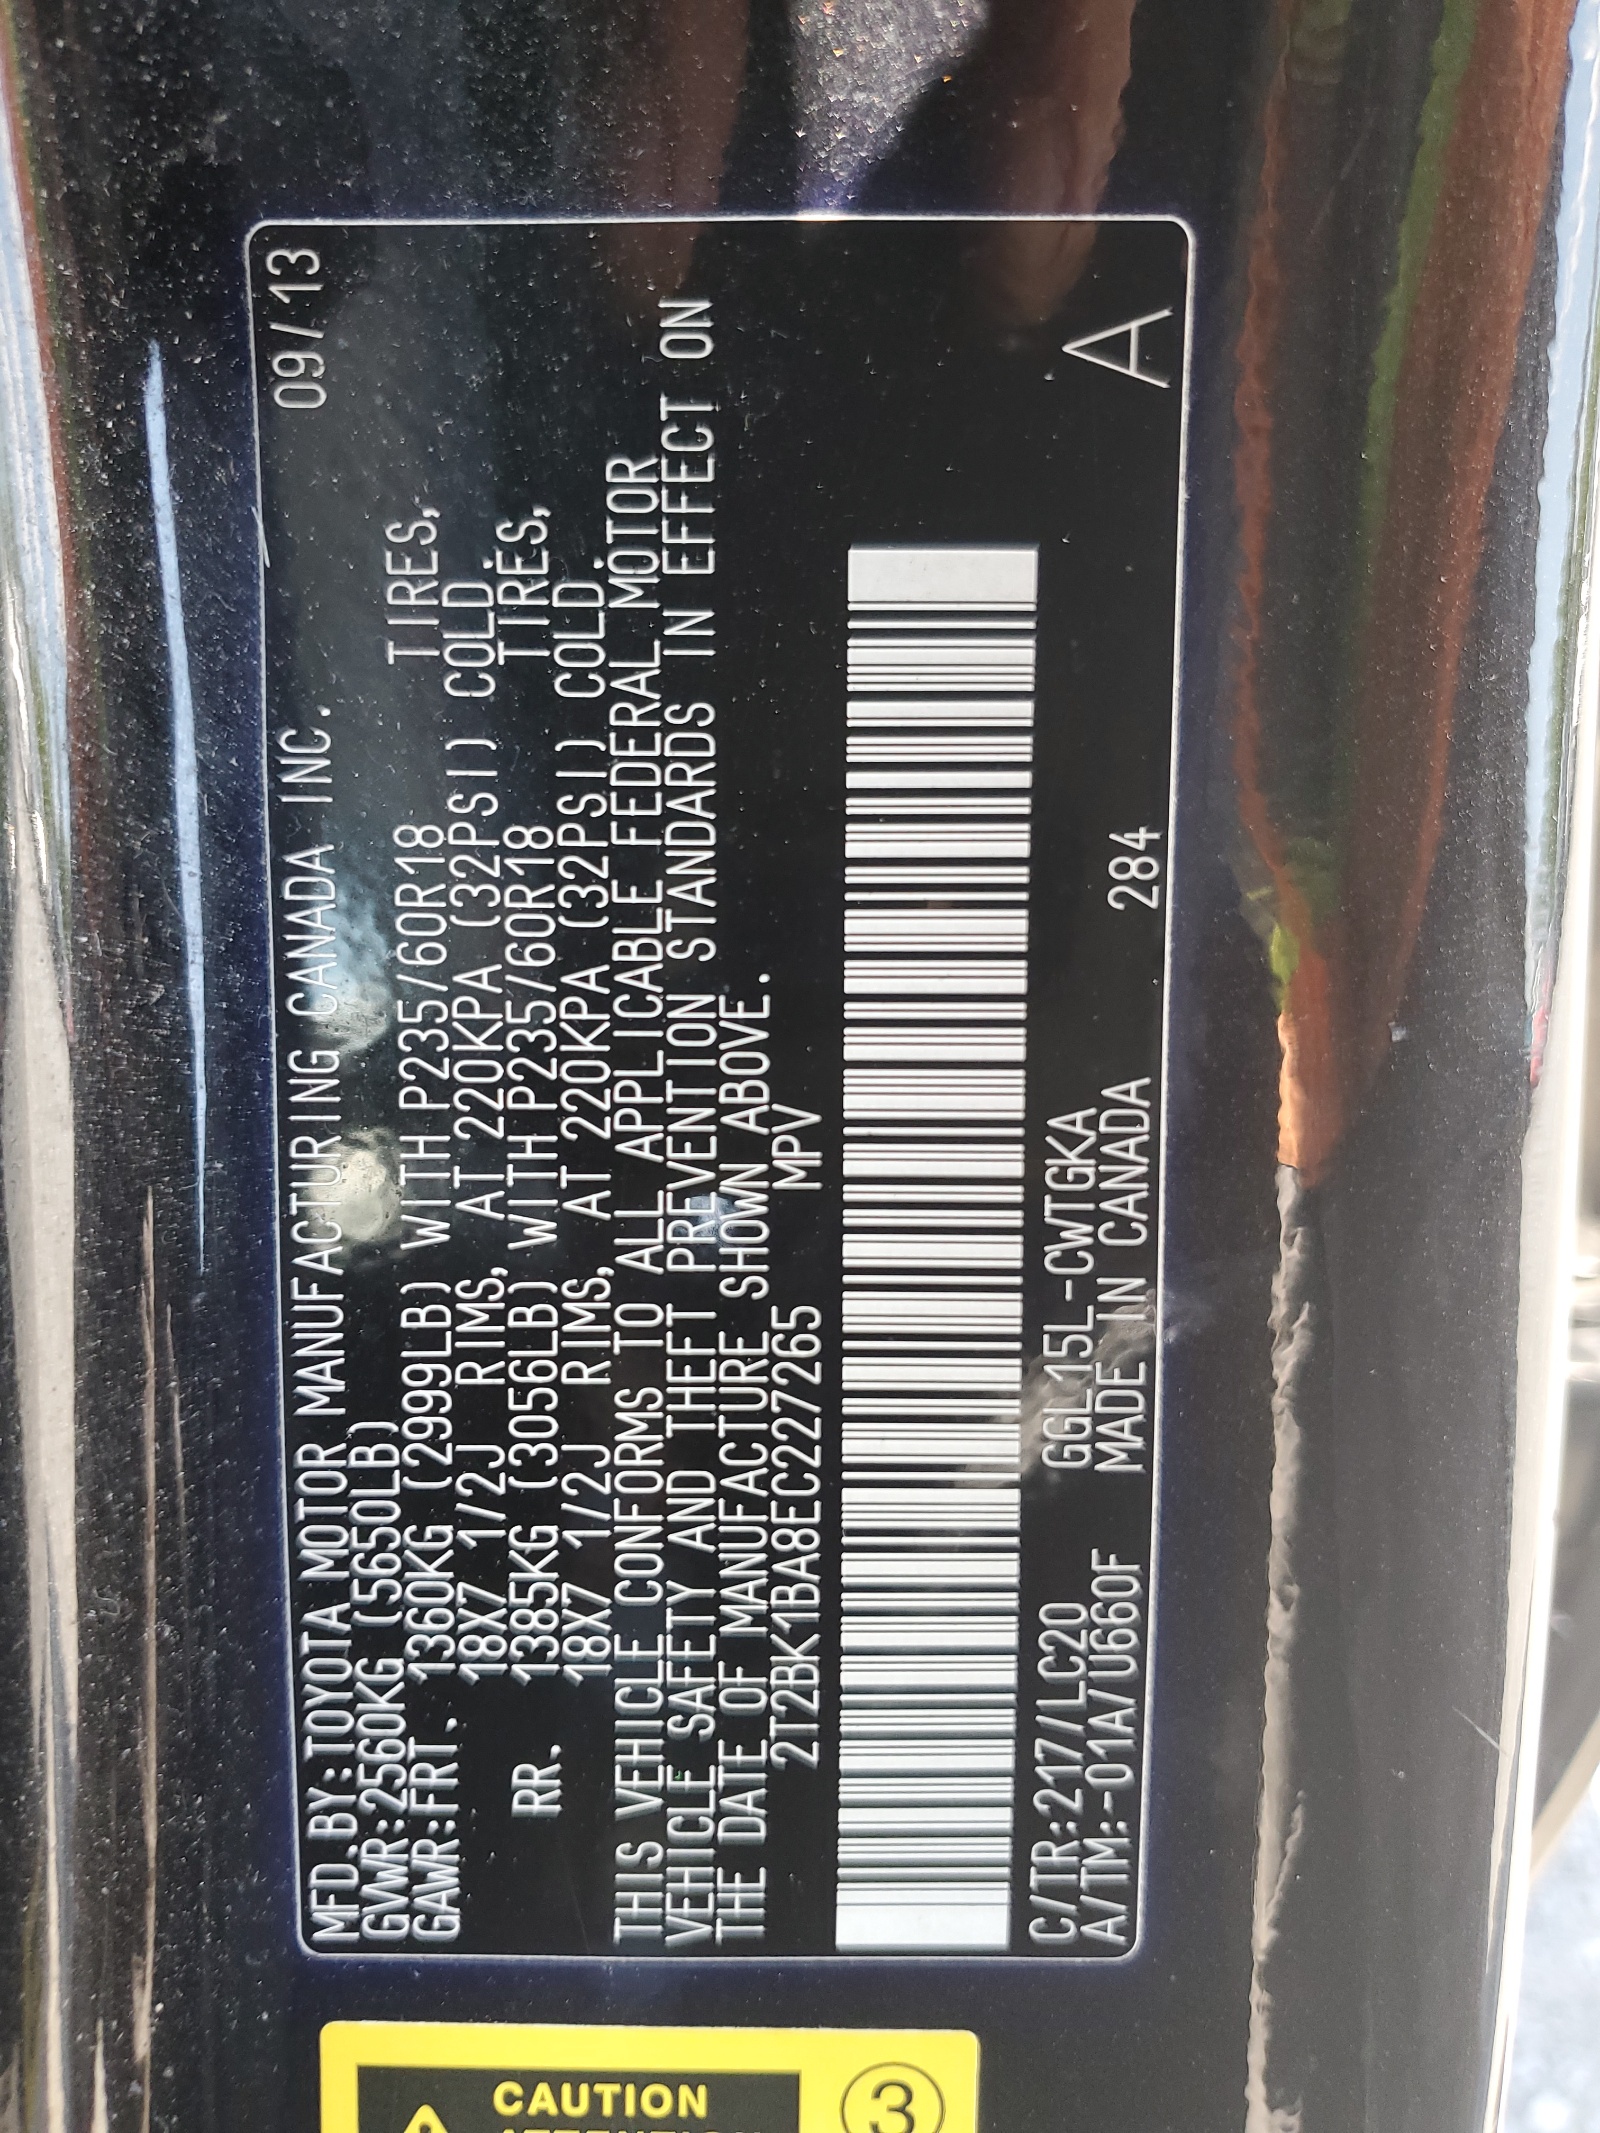 MFD.BY:TOYOTA MOTOR MANUFACTURING CANADA INC. 09/13
GVWR:2560KG (5650LB)
GAWR:FRT. 1360KG (2999LB) WITH P235/60R18 TIRES,
18X7 1/2J RIMS, AT 220KPA (32PSI) COLD.
RR. 1385KG (3056LB) WITH P235/60R18 TIRES,
18X7 1/2J RIMS, AT 220KPA (32PSI) COLD.
THIS VEHICLE CONFORMS TO ALL APPLICABLE FEDERAL MOTOR
VEHICLE SAFETY AND THEFT PREVENTION STANDARDS IN EFFECT ON
THE DATE OF MANUFACTURE SHOWN ABOVE.
2T2BK1BA8EC227265 MPV
C/TR:217/LC20 GGL15L-CWTGKA
A/TM:-01A/U660F MADE IN CANADA 284 A
CAUTION 3